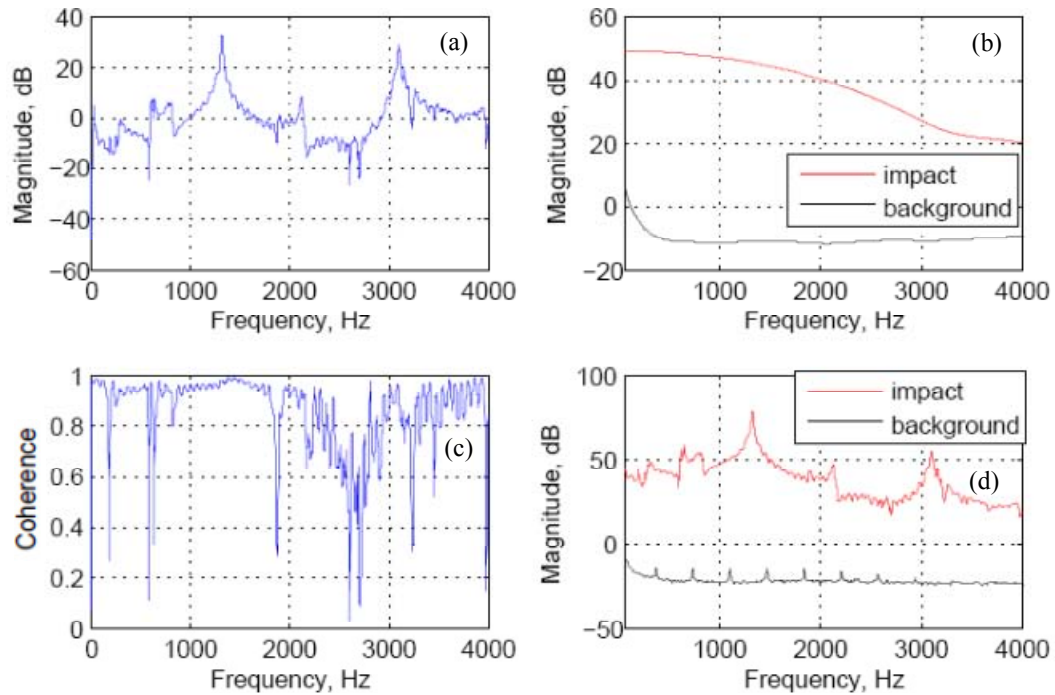 (a)
Magnitude, dB
40
20
0
−20
−40
−60
0
1000
2000
3000
4000
Frequency, Hz
(b)
Magnitude, dB
60
40
20
0
−20
impact
background
1000
2000
3000
4000
Frequency, Hz
(c)
Coherence
1
0.8
0.6
0.4
0.2
0
0
1000
2000
3000
4000
Frequency, Hz
(d)
Magnitude, dB
100
50
0
−50
impact
background
1000
2000
3000
4000
Frequency, Hz